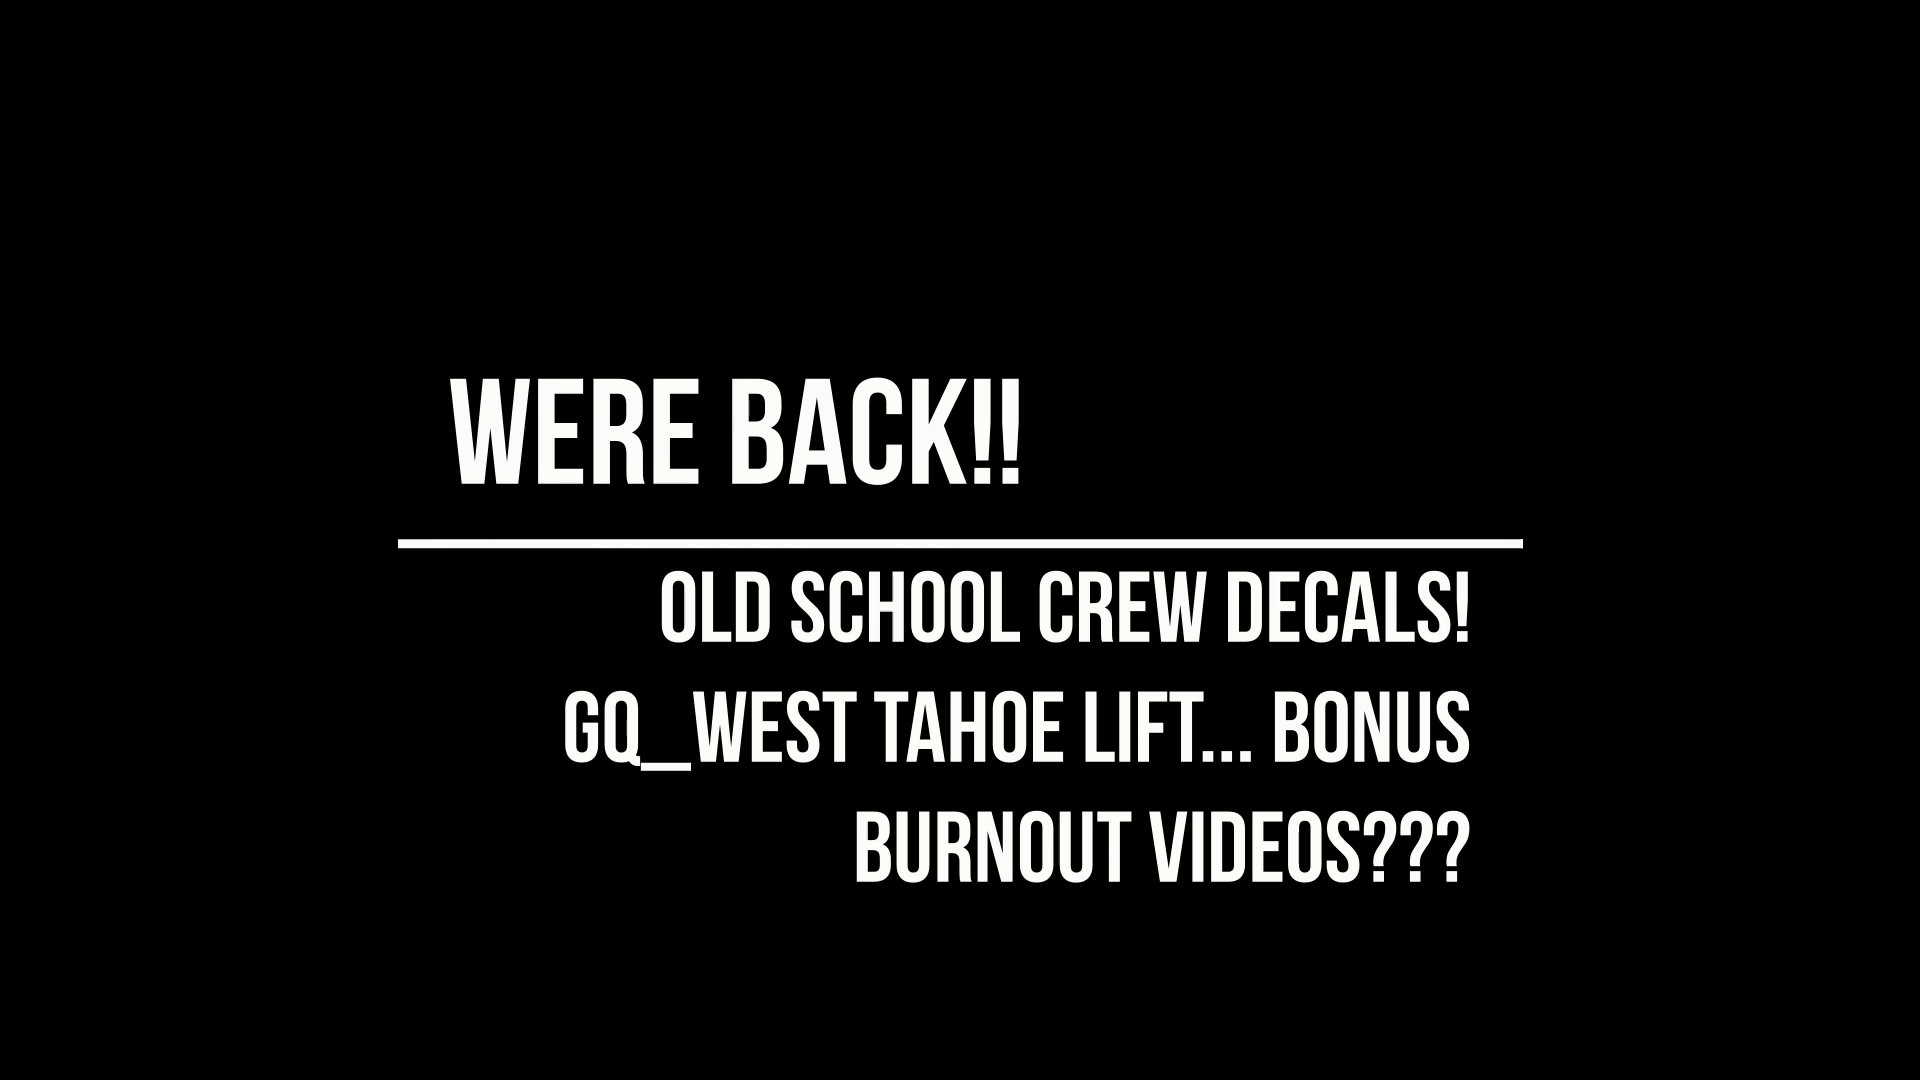 WERE BACK!!
OLD SCHOOL CREW DECALS!
GQ_WEST TAHOE LIFT... BONUS
BURNOUT VIDEOS???